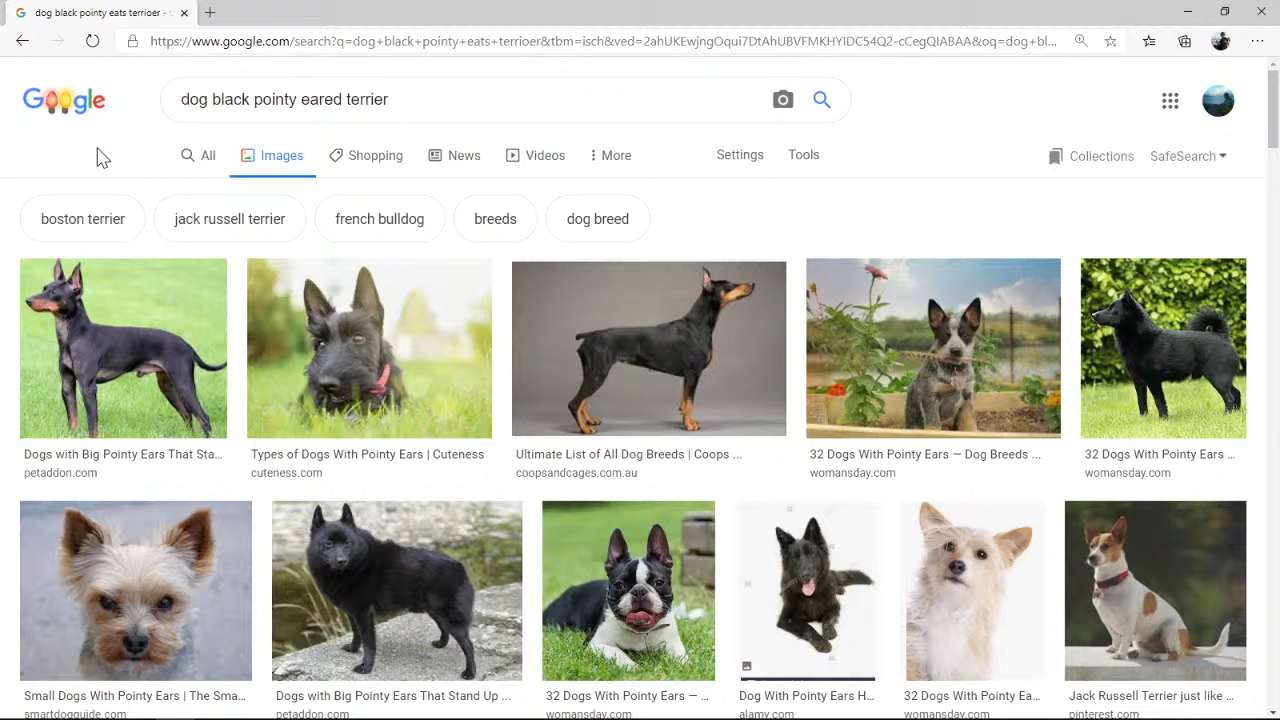 dog black pointy eats terrioer - (
https://www.google.com/search?q=dog+black+pointy+eats+terrioer&tbm=isch&ved=2ahUKEwjngOqui7DtAhUBVFMKHYIDC54Q2-cCegQIABAA&oq=dog+bl...
Google
dog black pointy eared terrier
All Images Shopping News Videos More Settings Tools Collections SafeSearch
boston terrier jack russell terrier french bulldog breeds dog breed
Dogs with Big Pointy Ears That Sta... Types of Dogs With Pointy Ears | Cuteness Ultimate List of All Dog Breeds | Coops ... 32 Dogs With Pointy Ears — Dog Breeds ... 32 Dogs With Pointy Ears ...
petaddon.com cuteness.com coopsandcages.com.au womansday.com womansday.com
Small Dogs With Pointy Ears | The Sma... Dogs with Big Pointy Ears That Stand Up ... 32 Dogs With Pointy Ears — ... Dog With Pointy Ears H... 32 Dogs With Pointy Ea... Jack Russell Terrier just like ...
smartdogguide.com petaddon.com womansday.com alamy.com womansday.com pinterest.com